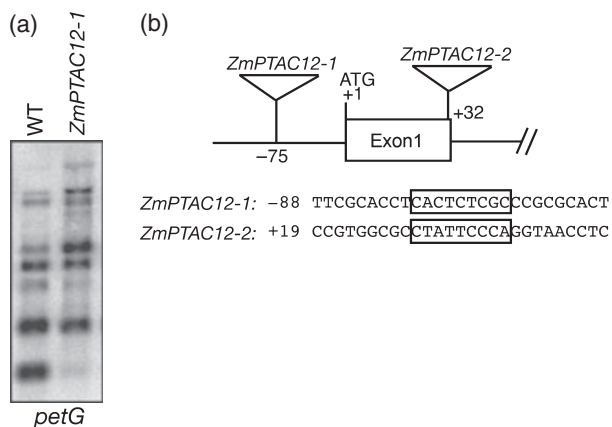 (a)
WT
ZmPTAC12-1
petG
(b)
ZmPTAC12-1
ZmPTAC12-2
ATG
+1
+32
Exon1
−75
ZmPTAC12-1: −88 TTCGCACCTCACTCTCGCCCGCGCACT
ZmPTAC12-2: +19 CCGTGGCGCCTATTCCCAGGTAACCTC